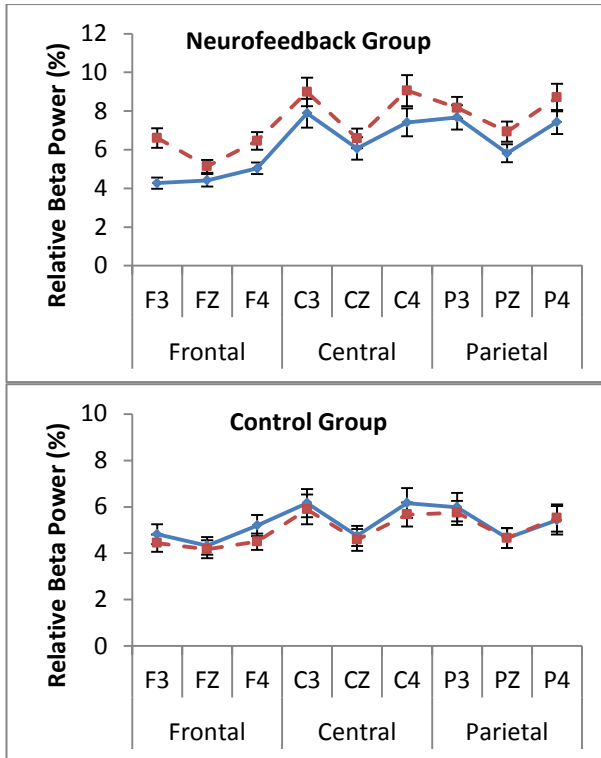 Neurofeedback Group
Relative Beta Power (%)
12
10
8
6
4
2
0
F3 FZ F4 C3 CZ C4 P3 PZ P4
Frontal Central Parietal
Control Group
Relative Beta Power (%)
10
8
6
4
2
0
F3 FZ F4 C3 CZ C4 P3 PZ P4
Frontal Central Parietal